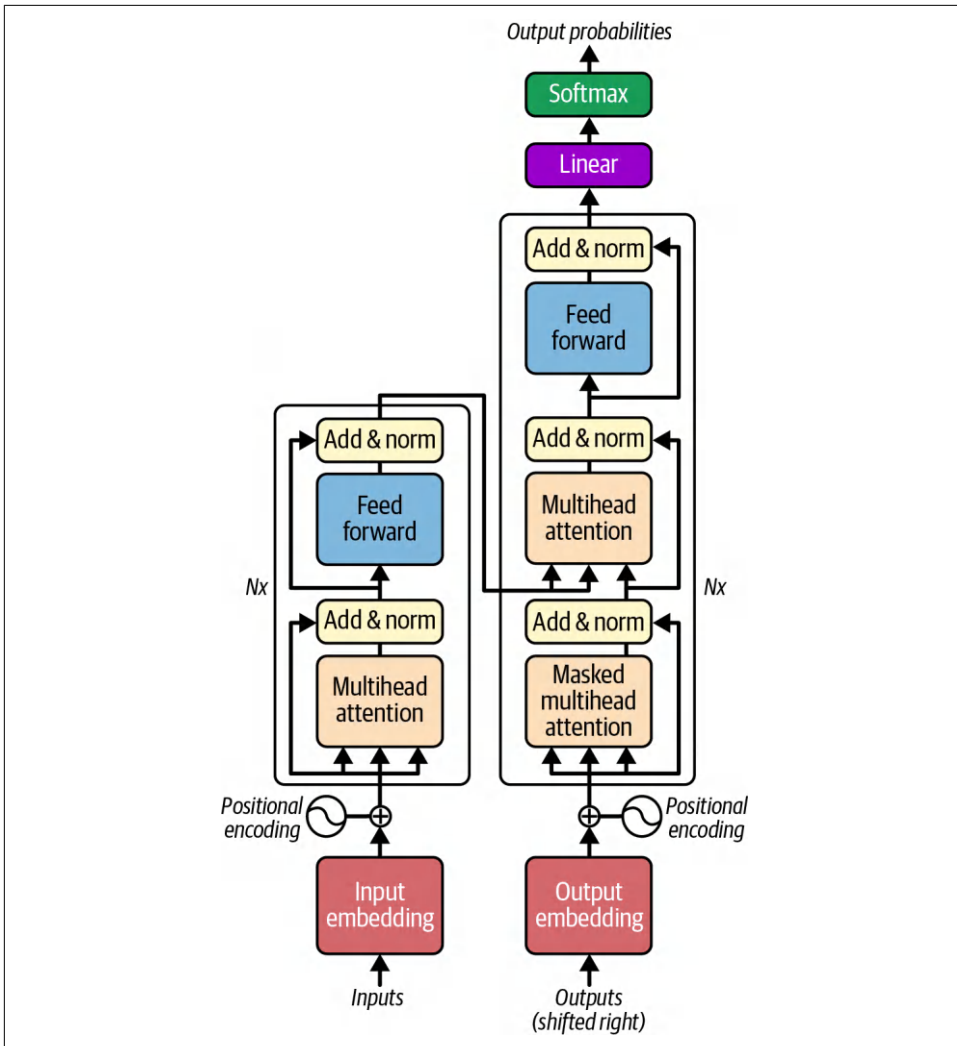 Output probabilities
Softmax
Linear
Add & norm
Feed
forward
Add & norm
Multihead
attention
Nx
Add & norm
Masked
multihead
attention
Positional
encoding
Output
embedding
Outputs
(shifted right)
Add & norm
Feed
forward
Nx
Add & norm
Multihead
attention
Positional
encoding
Input
embedding
Inputs